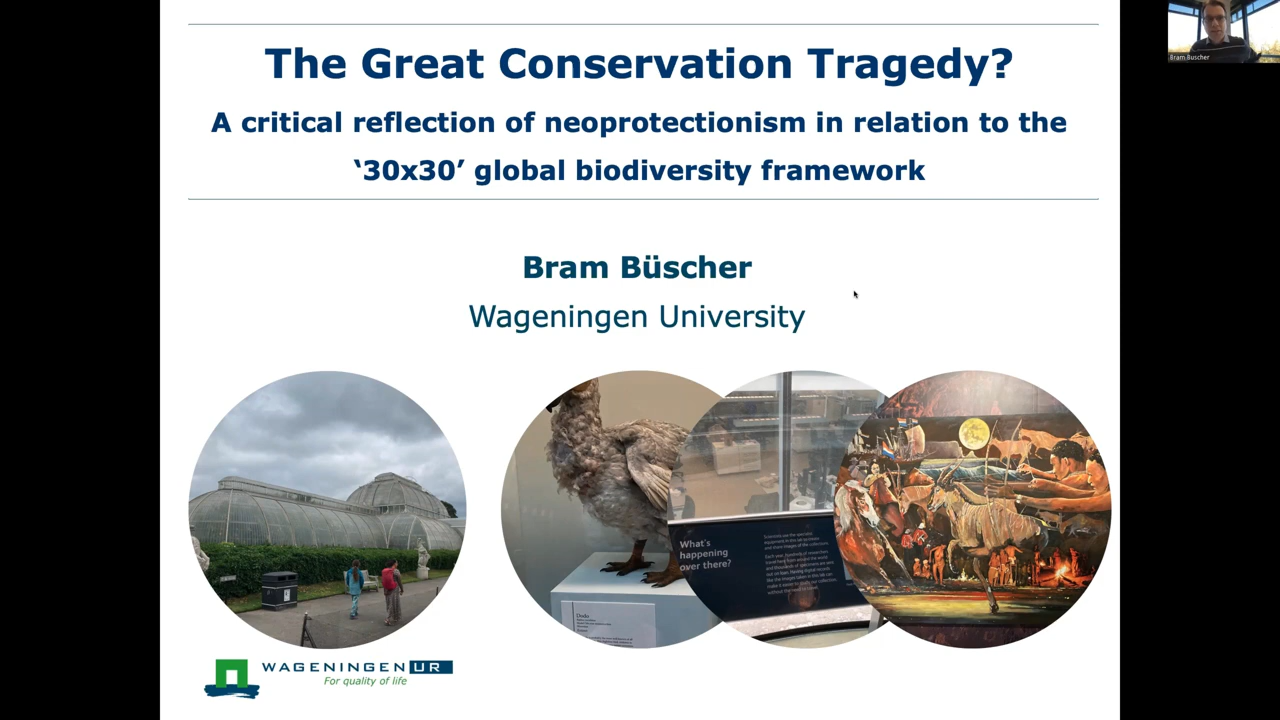 The Great Conservation Tragedy?
A critical reflection of neoprotectionism in relation to the
‘30x30’ global biodiversity framework
Bram Büscher
Wageningen University
Bram Büscher
What's
happening
over there?
Dodo
WAGENINGEN UR
For quality of life